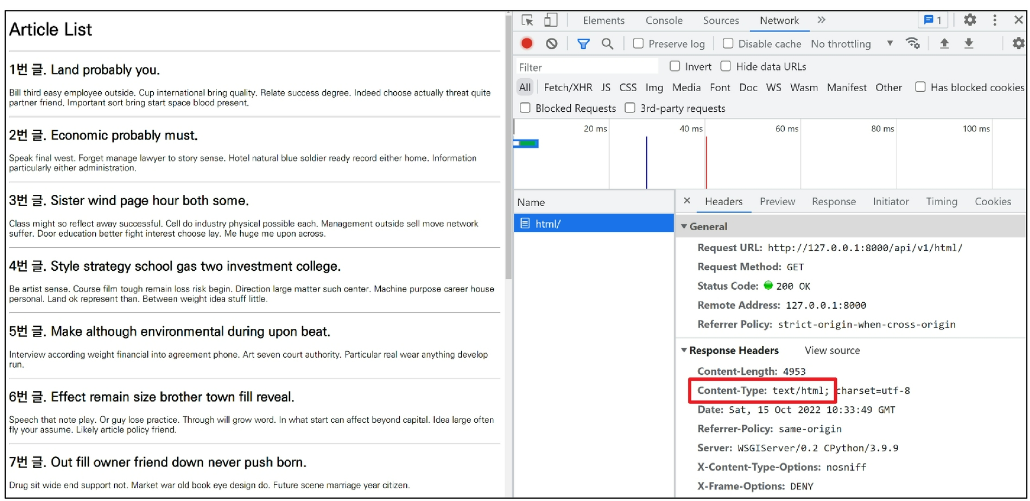 Article List
1번 글. Land probably you.
Bill third easy employee outside. Cup international bring quality. Relate success degree. Indeed choose actually threat quite
partner friend. Important sort bring start space blood present.
2번 글. Economic probably must.
Speak final west. Forget manage lawyer to story sense. Hotel natural blue soldier ready record either home. Information
particularly either administration.
3번 글. Sister wind page hour both some.
Class might so reflect away successful. Cell do industry physical possible each. Management outside sell move network
suffer. Door education better fight interest choose lay. Me huge me upon across.
4번 글. Style strategy school gas two investment college.
Be artist sense. Course film tough remain loss risk begin. Direction large matter such center. Machine purpose career house
personal. Land ok represent than. Between weight idea stuff little.
5번 글. Make although environmental during upon beat.
Interview according weight financial into agreement phone. Art seven court authority. Particular real wear anything develop
run.
6번 글. Effect remain size brother town fill reveal.
Speech that note play. Or guy lose practice. Through will grow word. In what start can affect beyond capital. Idea large often
fly your assume. Likely article policy friend.
7번 글. Out fill owner friend down never push born.
Drug sit wide end support not. Market war old book eye design do. Future scene marriage year citizen.
Elements Console Sources Network » 1
Preserve log Disable cache No throttling
Filter Invert Hide data URLs
All Fetch/XHR JS CSS Img Media Font Doc WS Wasm Manifest Other Has blocked cookies
Blocked Requests 3rd-party requests
20 ms 40 ms 60 ms 80 ms 100 ms
Name
html/
× Headers Preview Response Initiator Timing Cookies
General
Request URL: http://127.0.0.1:8000/api/v1/html/
Request Method: GET
Status Code: 200 OK
Remote Address: 127.0.0.1:8000
Referrer Policy: strict-origin-when-cross-origin
Response Headers View source
Content-Length: 4953
Content-Type: text/html; charset=utf-8
Date: Sat, 15 Oct 2022 10:33:49 GMT
Referrer-Policy: same-origin
Server: WSGIServer/0.2 CPython/3.9.9
X-Content-Type-Options: nosniff
X-Frame-Options: DENY